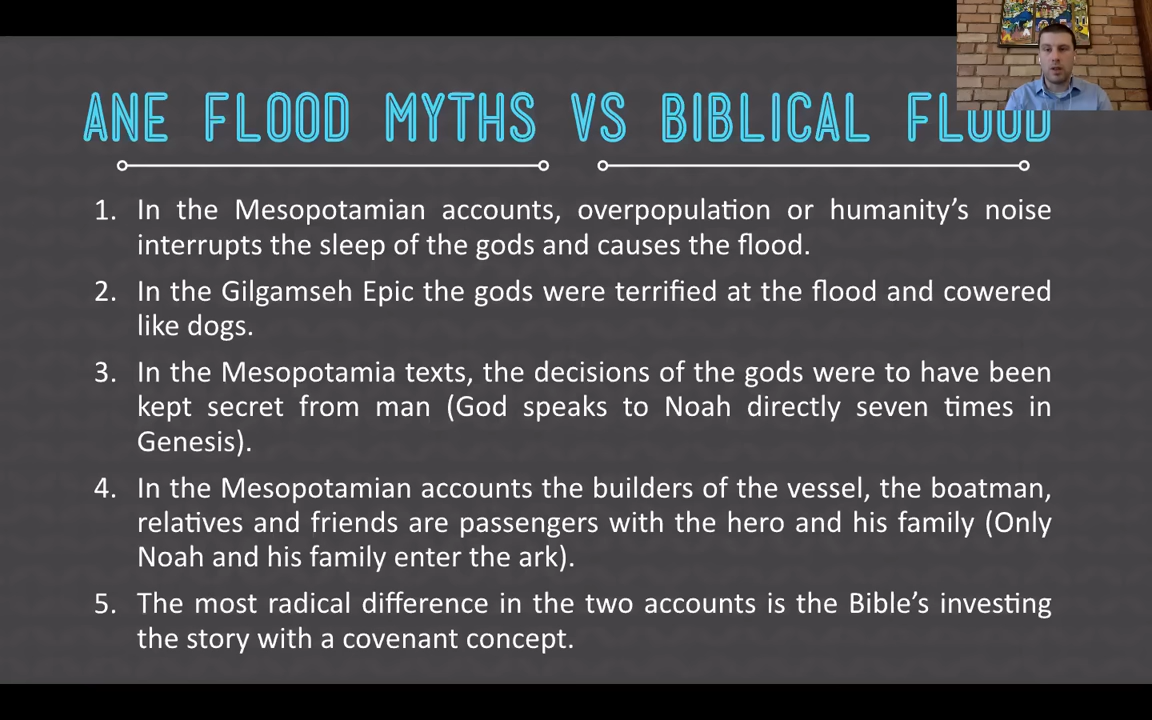 ANE FLOOD MYTHS VS BIBLICAL FLOOD
1. In the Mesopotamian accounts, overpopulation or humanity's noise
interrupts the sleep of the gods and causes the flood.
2. In the Gilgamseh Epic the gods were terrified at the flood and cowered
like dogs.
3. In the Mesopotamia texts, the decisions of the gods were to have been
kept secret from man (God speaks to Noah directly seven times in
Genesis).
4. In the Mesopotamian accounts the builders of the vessel, the boatman,
relatives and friends are passengers with the hero and his family (Only
Noah and his family enter the ark).
5. The most radical difference in the two accounts is the Bible's investing
the story with a covenant concept.